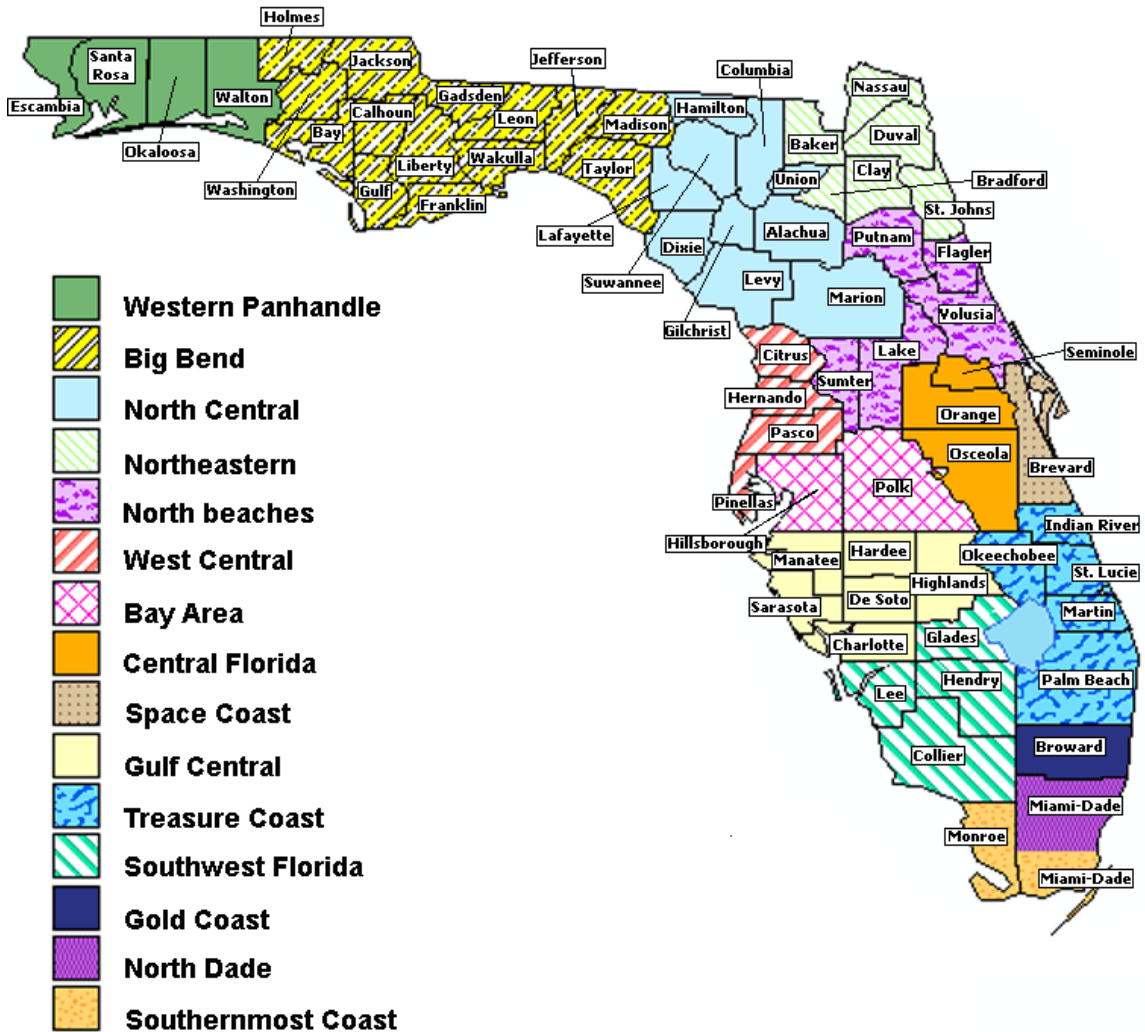 Holmes
Santa
Rosa
Jackson
Jefferson
Columbia
Nassau
Escambia
Walton
Gadsden
Hamilton
Calhoun
Leon
Madison
Duval
Baker
Okaloosa
Bay
Liberty
Wakulla
Taylor
Union
Clay
Bradford
Washington
Gulf
Franklin
St. Johns
Lafayette
Dixie
Alachua
Putnam
Flagler
Suwannee
Levy
Marion
Volusia
Gilchrist
Citrus
Lake
Seminole
Sumter
Hernando
Orange
Pasco
Osceola
Brevard
Polk
Pinellas
Indian River
Hillsborough
Manatee
Hardee
Okeechobee
St. Lucie
Highlands
Sarasota
De Soto
Martin
Charlotte
Glades
Lee
Hendry
Palm Beach
Collier
Broward
Miami-Dade
Monroe
Miami-Dade
Western Panhandle
Big Bend
North Central
Northeastern
North beaches
West Central
Bay Area
Central Florida
Space Coast
Gulf Central
Treasure Coast
Southwest Florida
Gold Coast
North Dade
Southernmost Coast